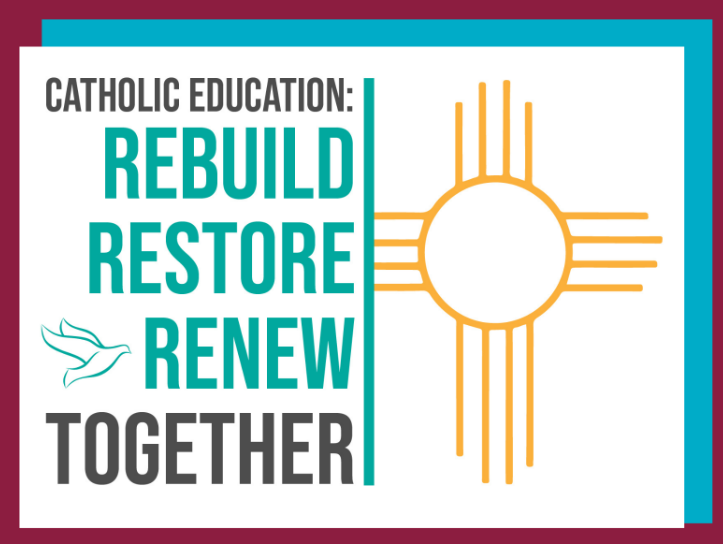 CATHOLIC EDUCATION:
REBUILD
RESTORE
RENEW
TOGETHER